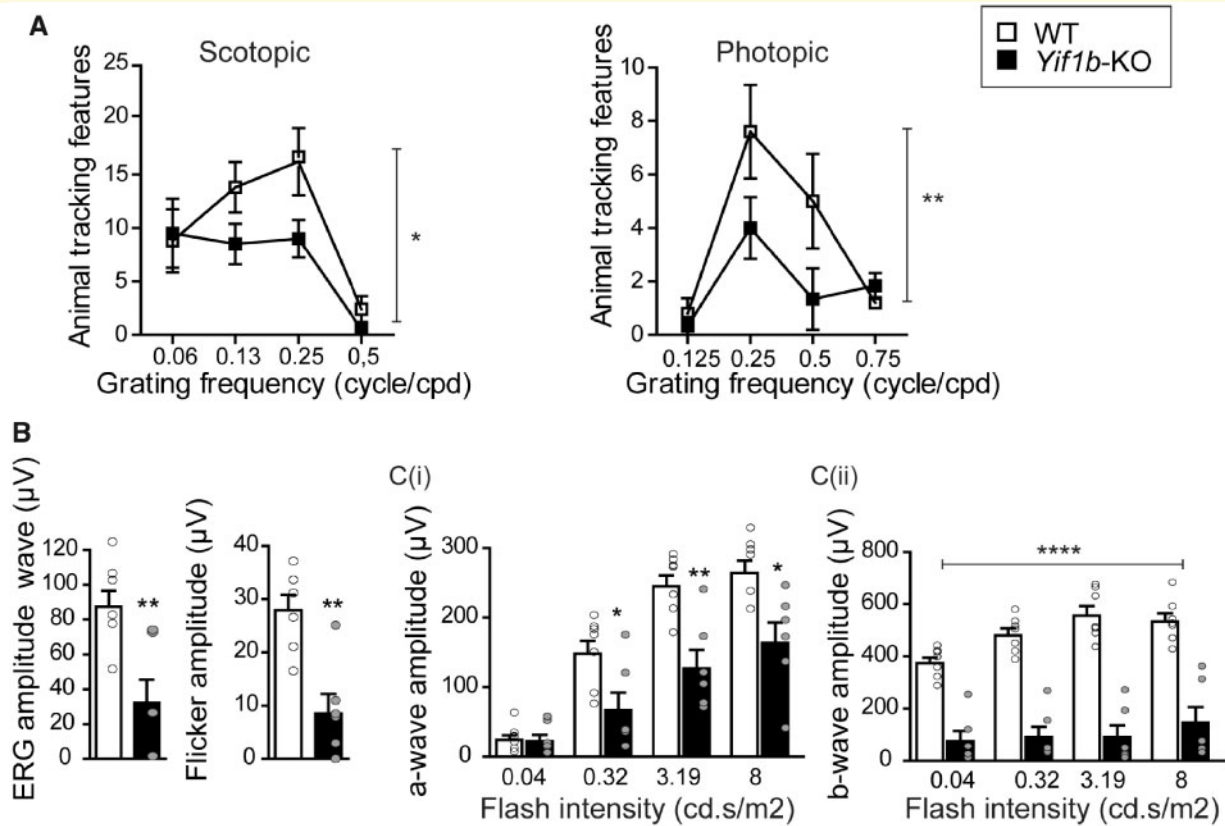 A
Scotopic
Photopic
WT
Yif1b-KO
Animal tracking features
25
20
15
10
5
0
0.06 0.13 0.25 0,5
Grating frequency (cycle/cpd)
*
Animal tracking features
10
8
6
4
2
0
0.125 0.25 0.5 0.75
Grating frequency (cycle/cpd)
**
B
ERG amplitude wave (µV)
120
100
80
60
40
20
0
**
Flicker amplitude (µV)
40
30
20
10
0
**
C(i)
a-wave amplitude (µV)
300
200
100
0
* ** *
0.04 0.32 3.19 8
Flash intensity (cd.s/m2)
C(ii)
b-wave amplitude (µV)
800
600
400
200
0
****
0.04 0.32 3.19 8
Flash intensity (cd.s/m2)